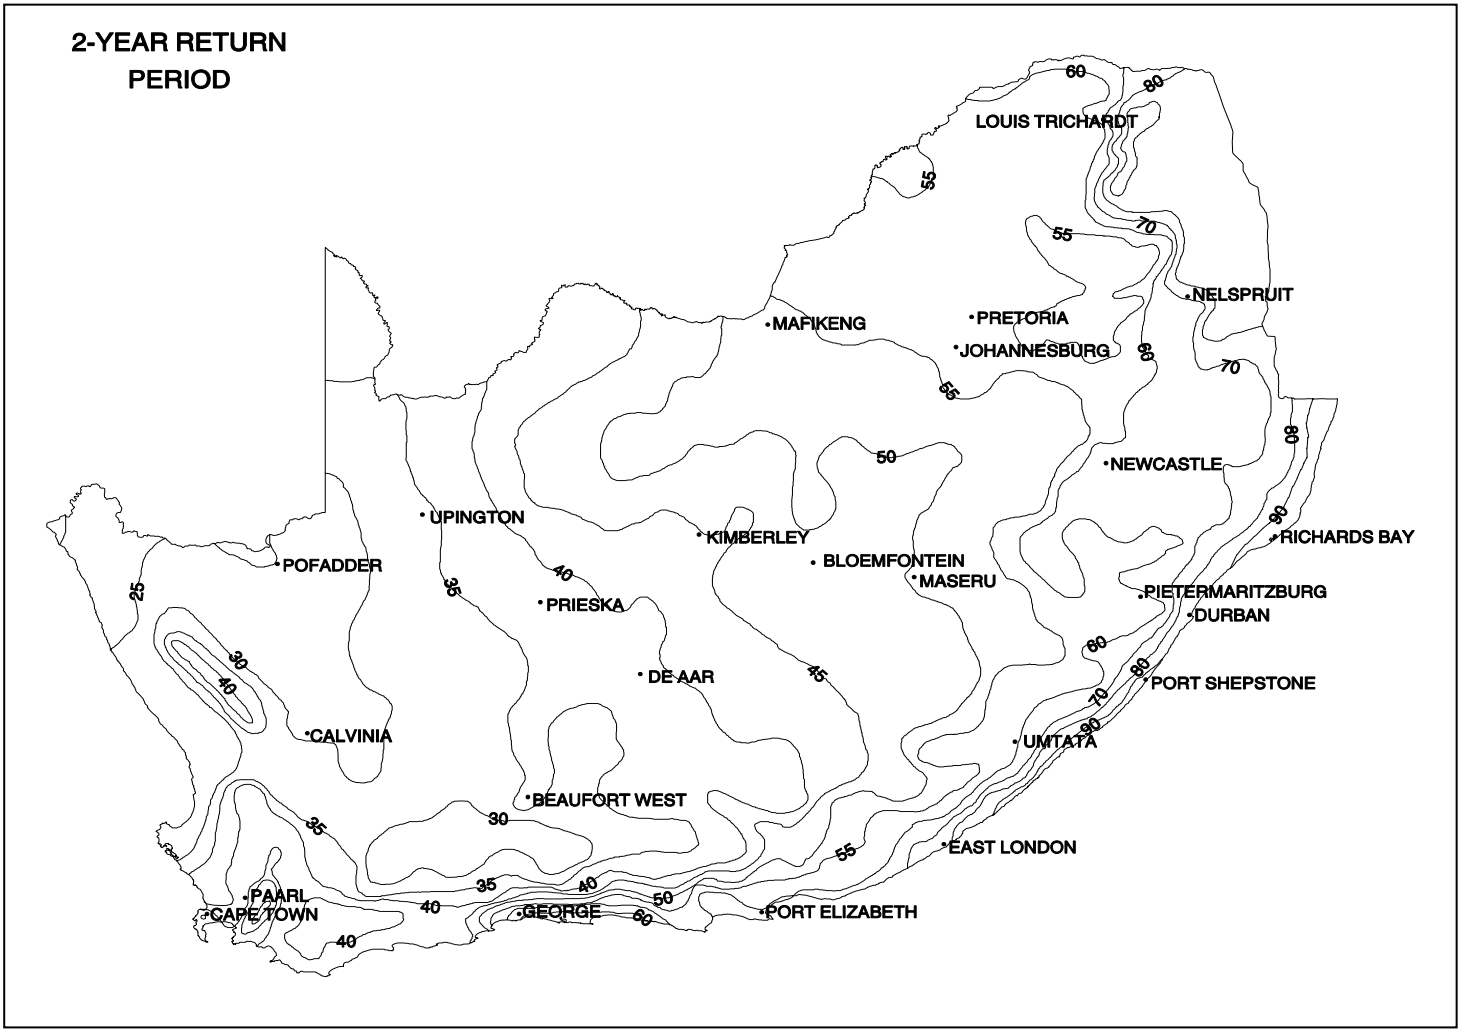 2-YEAR RETURN
PERIOD
60
80
LOUIS TRICHARDT
55
70
55
NELSPRUIT
PRETORIA
MAFIKENG
JOHANNESBURG
60
70
55
80
50
NEWCASTLE
90
UPINGTON
KIMBERLEY
RICHARDS BAY
BLOEMFONTEIN
POFADDER
40
MASERU
35
25
PIETERMARITZBURG
PRIESKA
DURBAN
60
30
80
45
DE AAR
PORT SHEPSTONE
40
70
90
CALVINIA
UMTATA
BEAUFORT WEST
30
35
EAST LONDON
55
35
40
PAARL
50
40
CAPE TOWN
GEORGE
60
PORT ELIZABETH
40